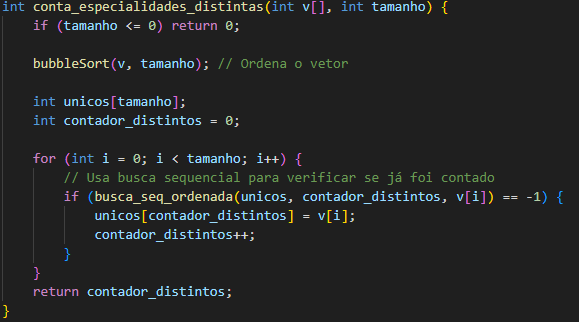 int conta_especialidades_distintas(int v[], int tamanho) {
    if (tamanho <= 0) return 0;

    bubbleSort(v, tamanho); // Ordena o vetor

    int unicos[tamanho];
    int contador_distintos = 0;

    for (int i = 0; i < tamanho; i++) {
        // Usa busca sequencial para verificar se já foi contado
        if (busca_seq_ordenada(unicos, contador_distintos, v[i]) == -1) {
            unicos[contador_distintos] = v[i];
            contador_distintos++;
        }
    }
    return contador_distintos;
}